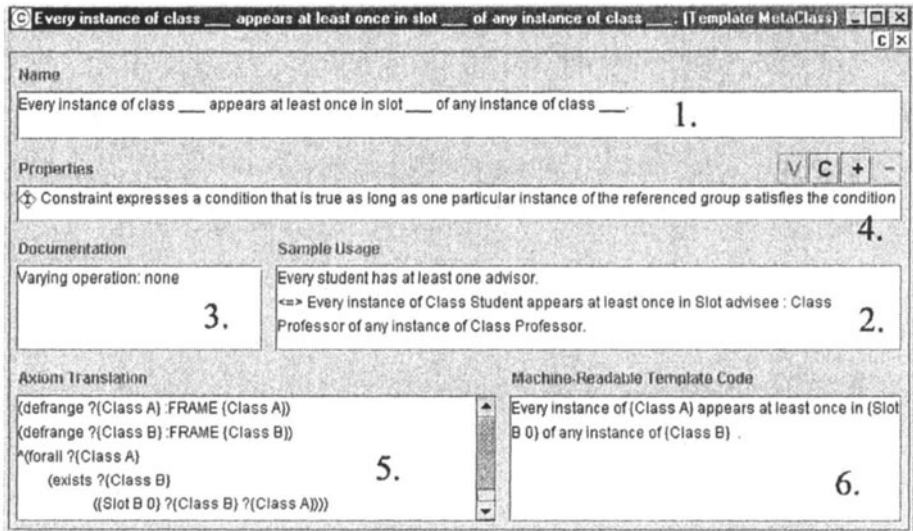 Every instance of class ___ appears at least once in slot ___ of any instance of class ___. (Template MetaClass)
C X
Name
Every instance of class ___ appears at least once in slot ___ of any instance of class ___.
1.
Properties
V C + -
Constraint expresses a condition that is true as long as one particular instance of the referenced group satisfies the condition
4.
Documentation
Varying operation: none
3.
Sample Usage
Every student has at least one advisor.
<=> Every instance of Class Student appears at least once in Slot advisee : Class
Professor of any instance of Class Professor.
2.
Axiom Translation
(defrange ?{Class A} :FRAME {Class A})
(defrange ?{Class B} :FRAME {Class B})
^(forall ?{Class A}
(exists ?{Class B}
({Slot B 0} ?{Class B} ?{Class A})))
5.
Machine-Readable Template Code
Every instance of {Class A} appears at least once in {Slot
B 0} of any instance of {Class B} .
6.